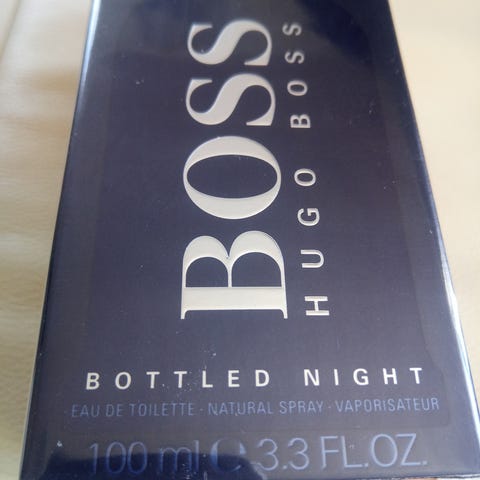 BOSS
HUGO BOSS
BOTTLED NIGHT
EAU DE TOILETTE · NATURAL SPRAY · VAPORISATEUR
100 ml ℮ 3.3 FL.OZ.